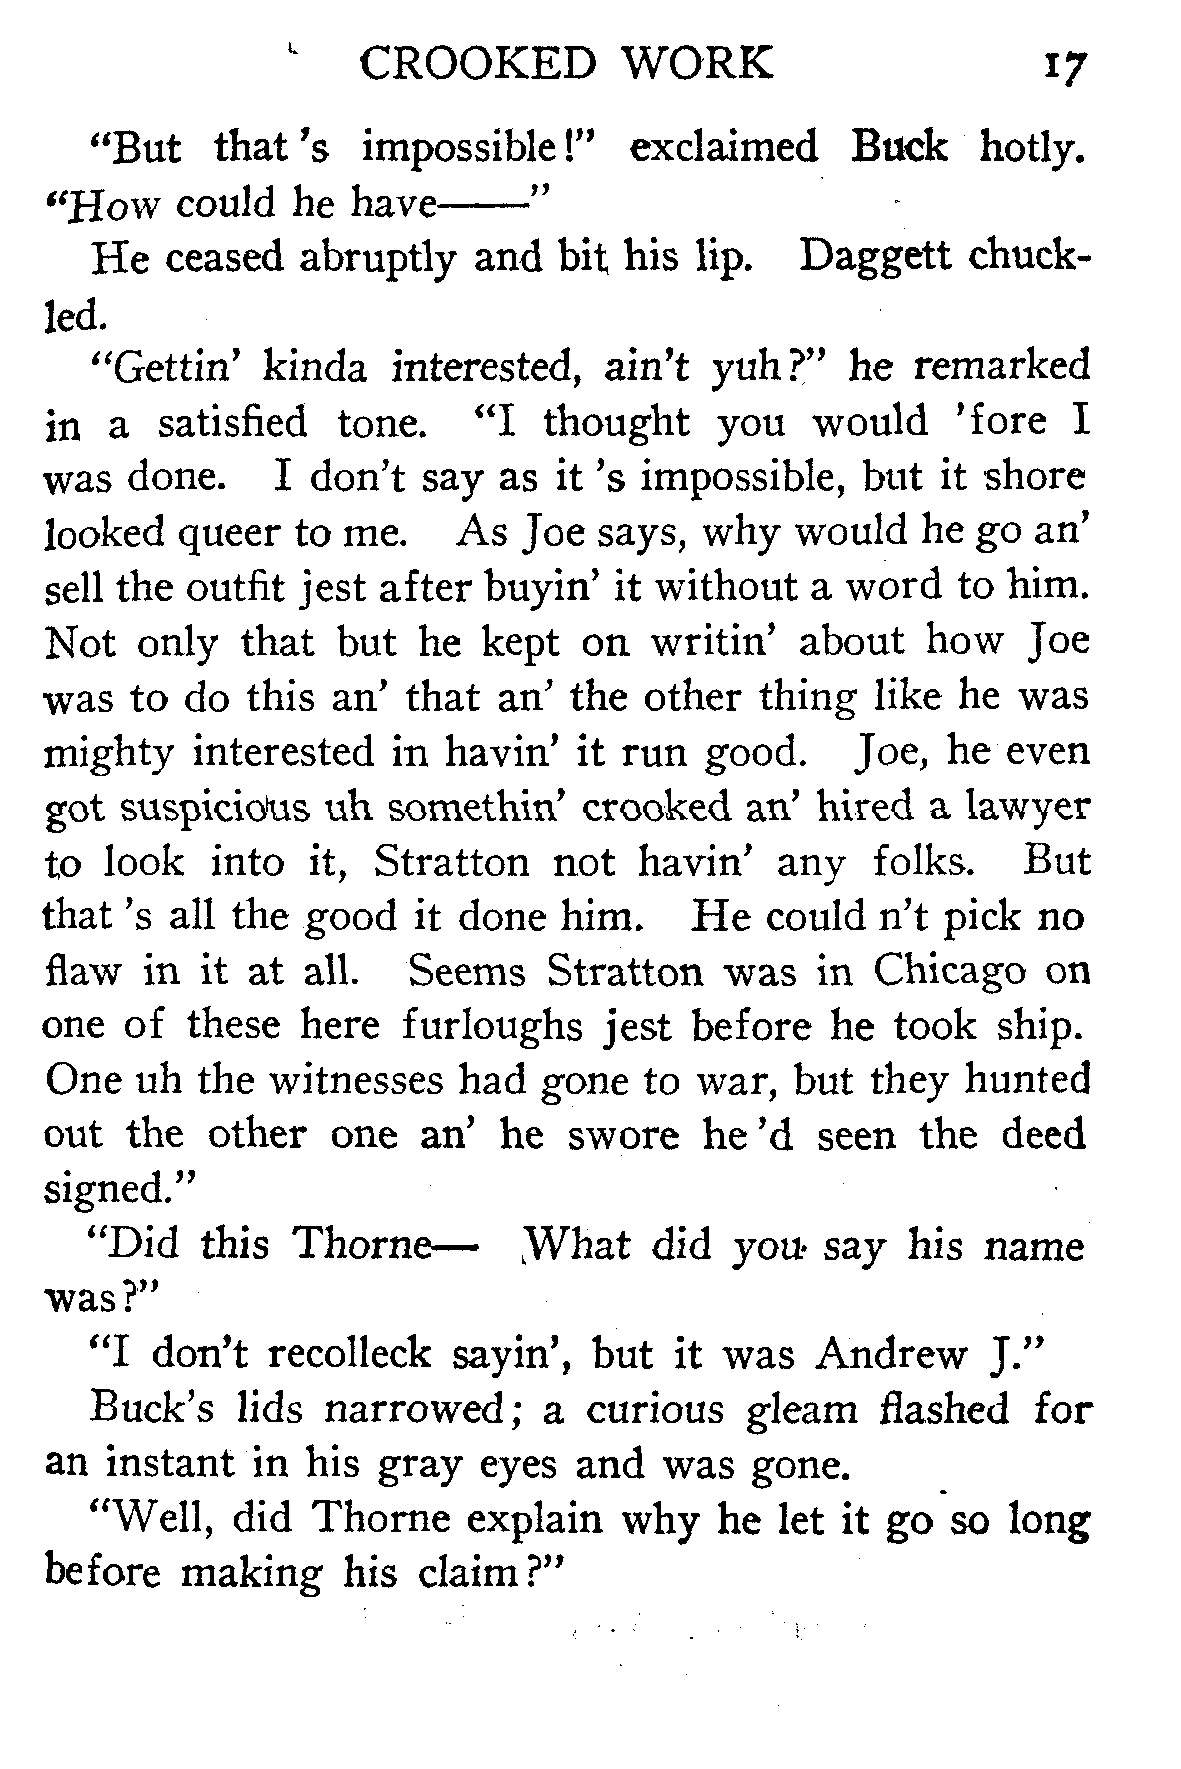 CROOKED WORK 17
“But that ’s impossible!” exclaimed Buck hotly.
“How could he have——”
He ceased abruptly and bit his lip. Daggett chuck-
led.
“Gettin’ kinda interested, ain’t yuh?” he remarked
in a satisfied tone. “I thought you would ’fore I
was done. I don’t say as it ’s impossible, but it shore
looked queer to me. As Joe says, why would he go an’
sell the outfit jest after buyin’ it without a word to him.
Not only that but he kept on writin’ about how Joe
was to do this an’ that an’ the other thing like he was
mighty interested in havin’ it run good. Joe, he even
got suspicious uh somethin’ crooked an’ hired a lawyer
to look into it, Stratton not havin’ any folks. But
that ’s all the good it done him. He could n’t pick no
flaw in it at all. Seems Stratton was in Chicago on
one of these here furloughs jest before he took ship.
One uh the witnesses had gone to war, but they hunted
out the other one an’ he swore he ’d seen the deed
signed.”
“Did this Thorne— What did you say his name
was?”
“I don’t recolleck sayin’, but it was Andrew J.”
Buck’s lids narrowed; a curious gleam flashed for
an instant in his gray eyes and was gone.
“Well, did Thorne explain why he let it go so long
before making his claim?”